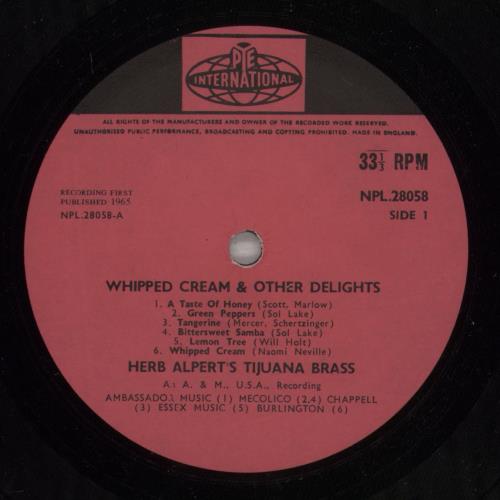 PYE
INTERNATIONAL
ALL RIGHTS OF THE MANUFACTURERS AND OWNER OF THE RECORDED WORK RESERVED.
UNAUTHORISED PUBLIC PERFORMANCE, BROADCASTING AND COPYING PROHIBITED. MADE IN ENGLAND.
33⅓ RPM
RECORDING FIRST
PUBLISHED 1965
NPL.28058-A
NPL.28058
SIDE 1
WHIPPED CREAM & OTHER DELIGHTS
1. A Taste Of Honey (Scott, Marlow)
2. Green Peppers (Sol Lake)
3. Tangerine (Mercer, Schertzinger)
4. Bittersweet Samba (Sol Lake)
5. Lemon Tree (Will Holt)
6. Whipped Cream (Naomi Neville)
HERB ALPERT'S TIJUANA BRASS
An A. & M., U.S.A., Recording
AMBASSADOR MUSIC (1) MECOLICO (2,4) CHAPPELL
(3) ESSEX MUSIC (5) BURLINGTON (6)